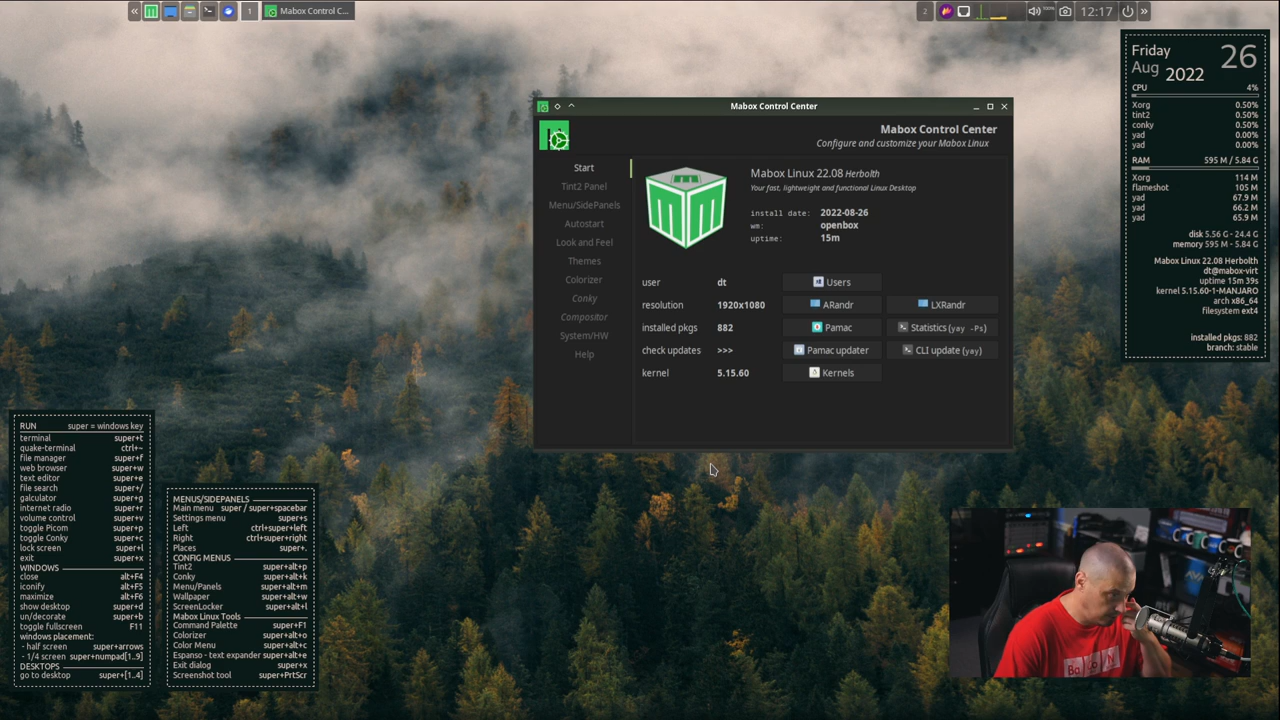 «
1
Mabox Control C...
2
100%
12:17
»
Friday 26
Aug 2022
CPU 4%
Xorg 0.50%
tint2 0.50%
conky 0.50%
yad 0.00%
yad 0.00%
RAM 595 M / 5.84 G
Xorg 114 M
flameshot 105 M
yad 67.9 M
yad 66.2 M
yad 65.9 M
disk 5.56 G - 24.4 G
memory 595 M - 5.84 G
Mabox Linux 22.08 Herbolth
dt@mabox-virt
uptime 15m 39s
kernel 5.15.60-1-MANJARO
arch x86_64
filesystem ext4
installed pkgs: 882
branch: stable
Mabox Control Center
Mabox Control Center
Configure and customize your Mabox Linux
Start
Tint2 Panel
Menu/SidePanels
Autostart
Look and Feel
Themes
Colorizer
Conky
Compositor
System/HW
Help
Mabox Linux 22.08 Herbolth
Your fast, lightweight and functional Linux Desktop
install date: 2022-08-26
wm: openbox
uptime: 15m
user dt Users
resolution 1920x1080 ARandr LXRandr
installed pkgs 882 Pamac Statistics (yay -Ps)
check updates >>> Pamac updater CLI update (yay)
kernel 5.15.60 Kernels
RUN super = windows key
terminal super+t
quake-terminal ctrl+~
file manager super+f
web browser super+w
text editor super+e
file search super+/
galculator super+g
internet radio super+r
volume control super+v
toggle Picom super+p
toggle Conky super+c
lock screen super+l
exit super+x
WINDOWS
close alt+F4
iconify alt+F5
maximize alt+F6
show desktop super+d
un/decorate super+b
toggle fullscreen F11
windows placement:
- half screen super+arrows
- 1/4 screen super+numpad[1..9]
DESKTOPS
go to desktop super+[1..4]
MENUS/SIDEPANELS
Main menu super / super+spacebar
Settings menu super+s
Left ctrl+super+left
Right ctrl+super+right
Places super+.
CONFIG MENUS
Tint2 super+alt+p
Conky super+alt+k
Menu/Panels super+alt+m
Wallpaper super+alt+w
ScreenLocker super+alt+l
Mabox Linux Tools
Command Palette super+F1
Colorizer super+alt+o
Color Menu super+alt+c
Espanso - text expander super+alt+e
Exit dialog super+x
Screenshot tool super+PrtScr